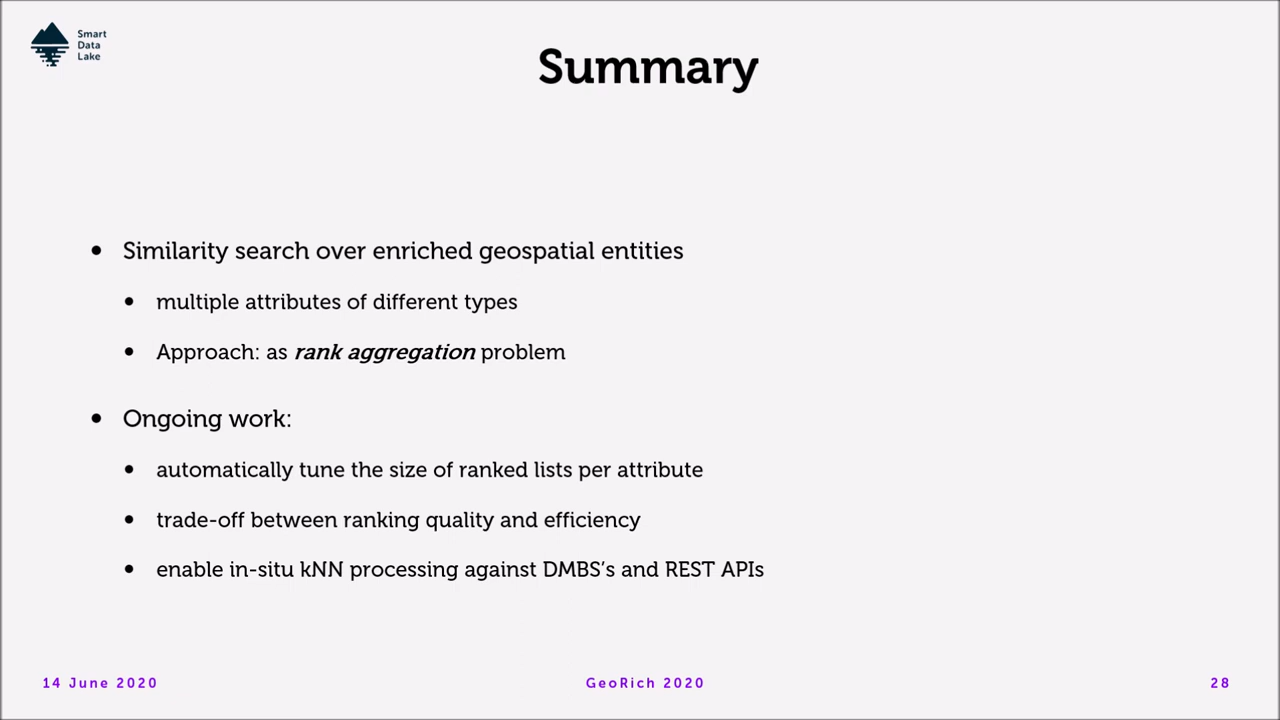 Smart
Data
Lake
Summary
• Similarity search over enriched geospatial entities
• multiple attributes of different types
• Approach: as rank aggregation problem
• Ongoing work:
• automatically tune the size of ranked lists per attribute
• trade-off between ranking quality and efficiency
• enable in-situ kNN processing against DMBS’s and REST APIs
14 June 2020
GeoRich 2020
28